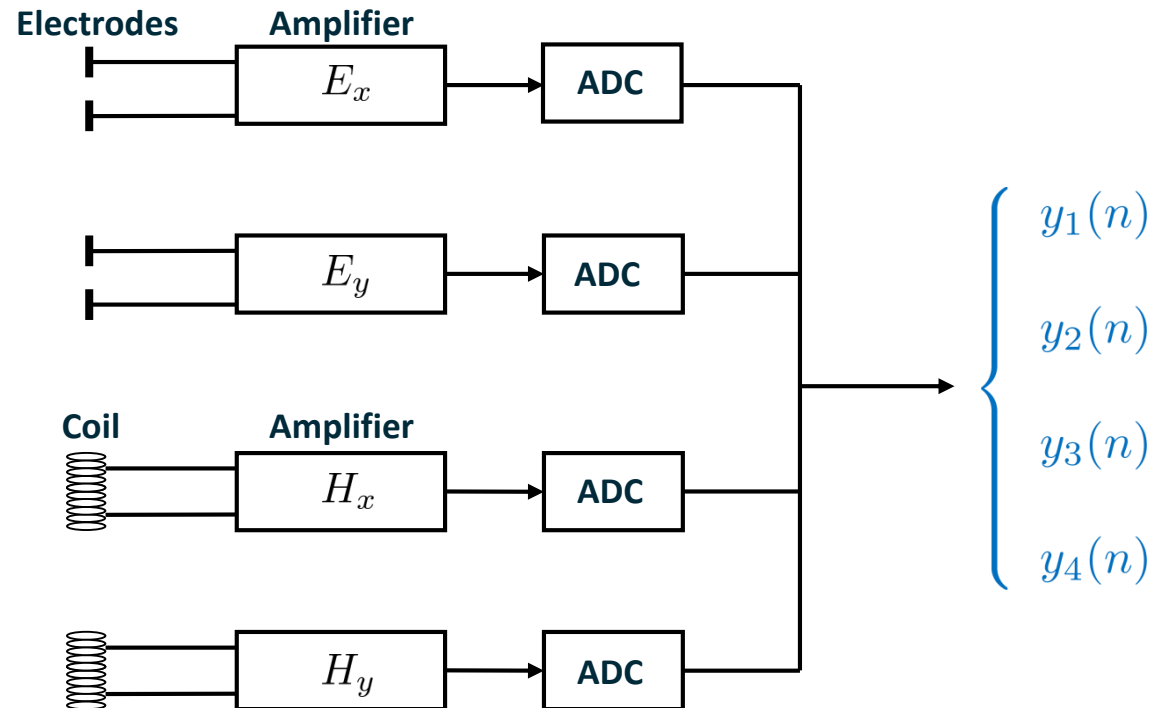 Electrodes Amplifier
E_x ADC
y_1(n)
E_y ADC
y_2(n)
Coil Amplifier
y_3(n)
H_x ADC
y_4(n)
H_y ADC